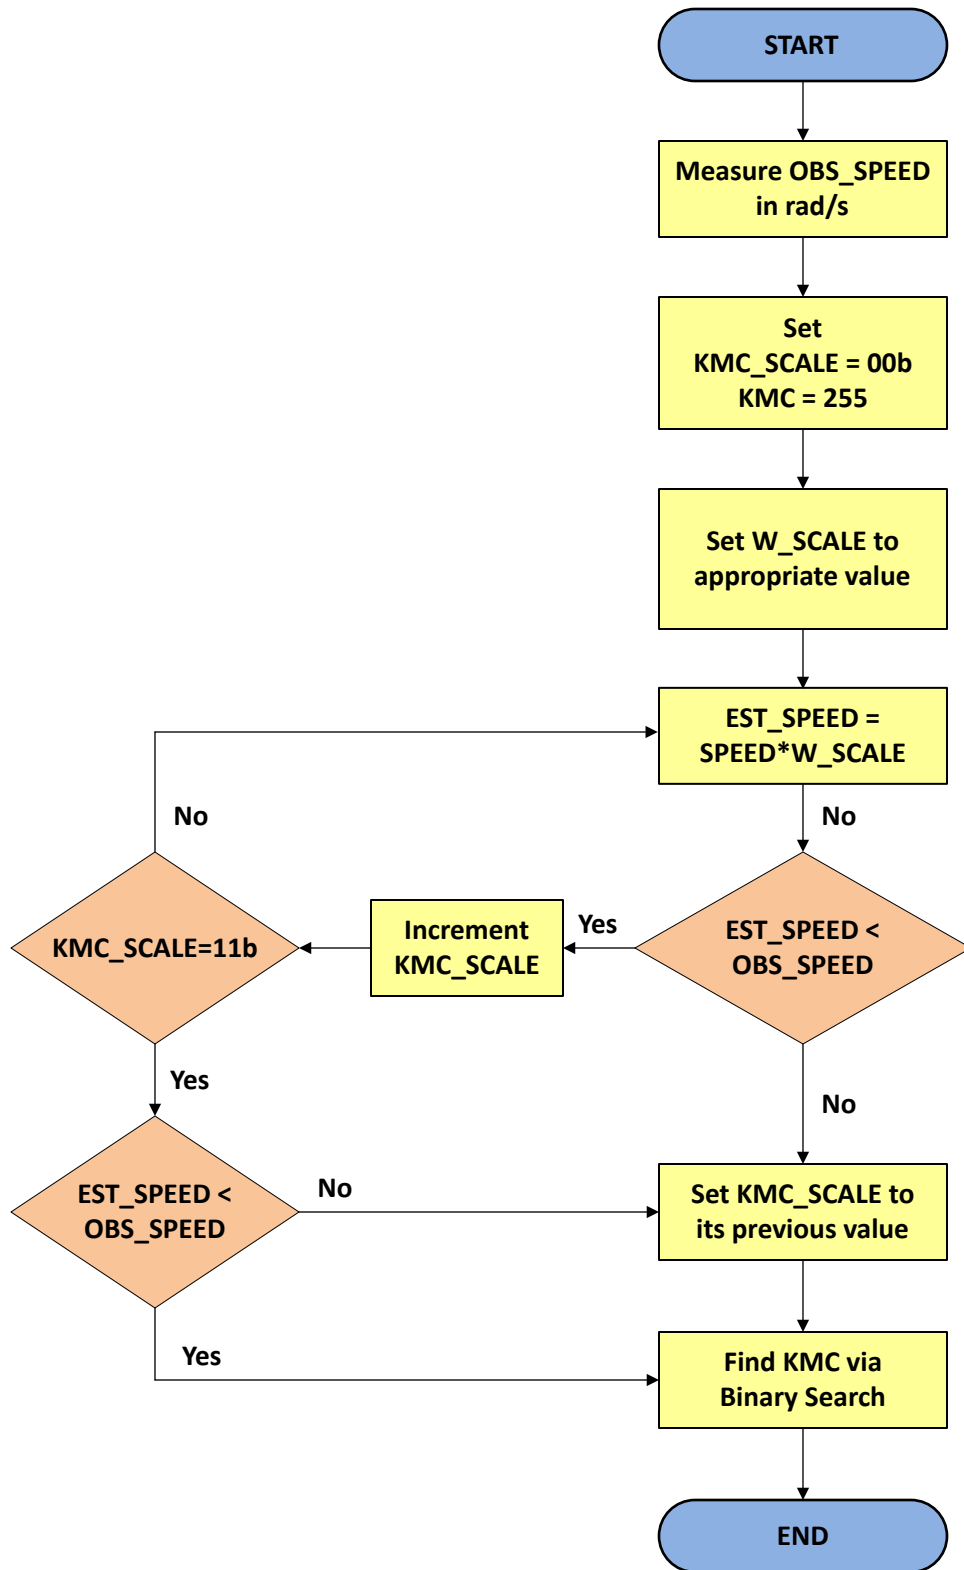 START
Measure OBS_SPEED
in rad/s
Set
KMC_SCALE = 00b
KMC = 255
Set W_SCALE to
appropriate value
EST_SPEED =
SPEED*W_SCALE
No
No
EST_SPEED <
OBS_SPEED
Yes
Increment
KMC_SCALE
KMC_SCALE=11b
Yes
No
EST_SPEED <
OBS_SPEED
No
Set KMC_SCALE to
its previous value
Yes
Find KMC via
Binary Search
END